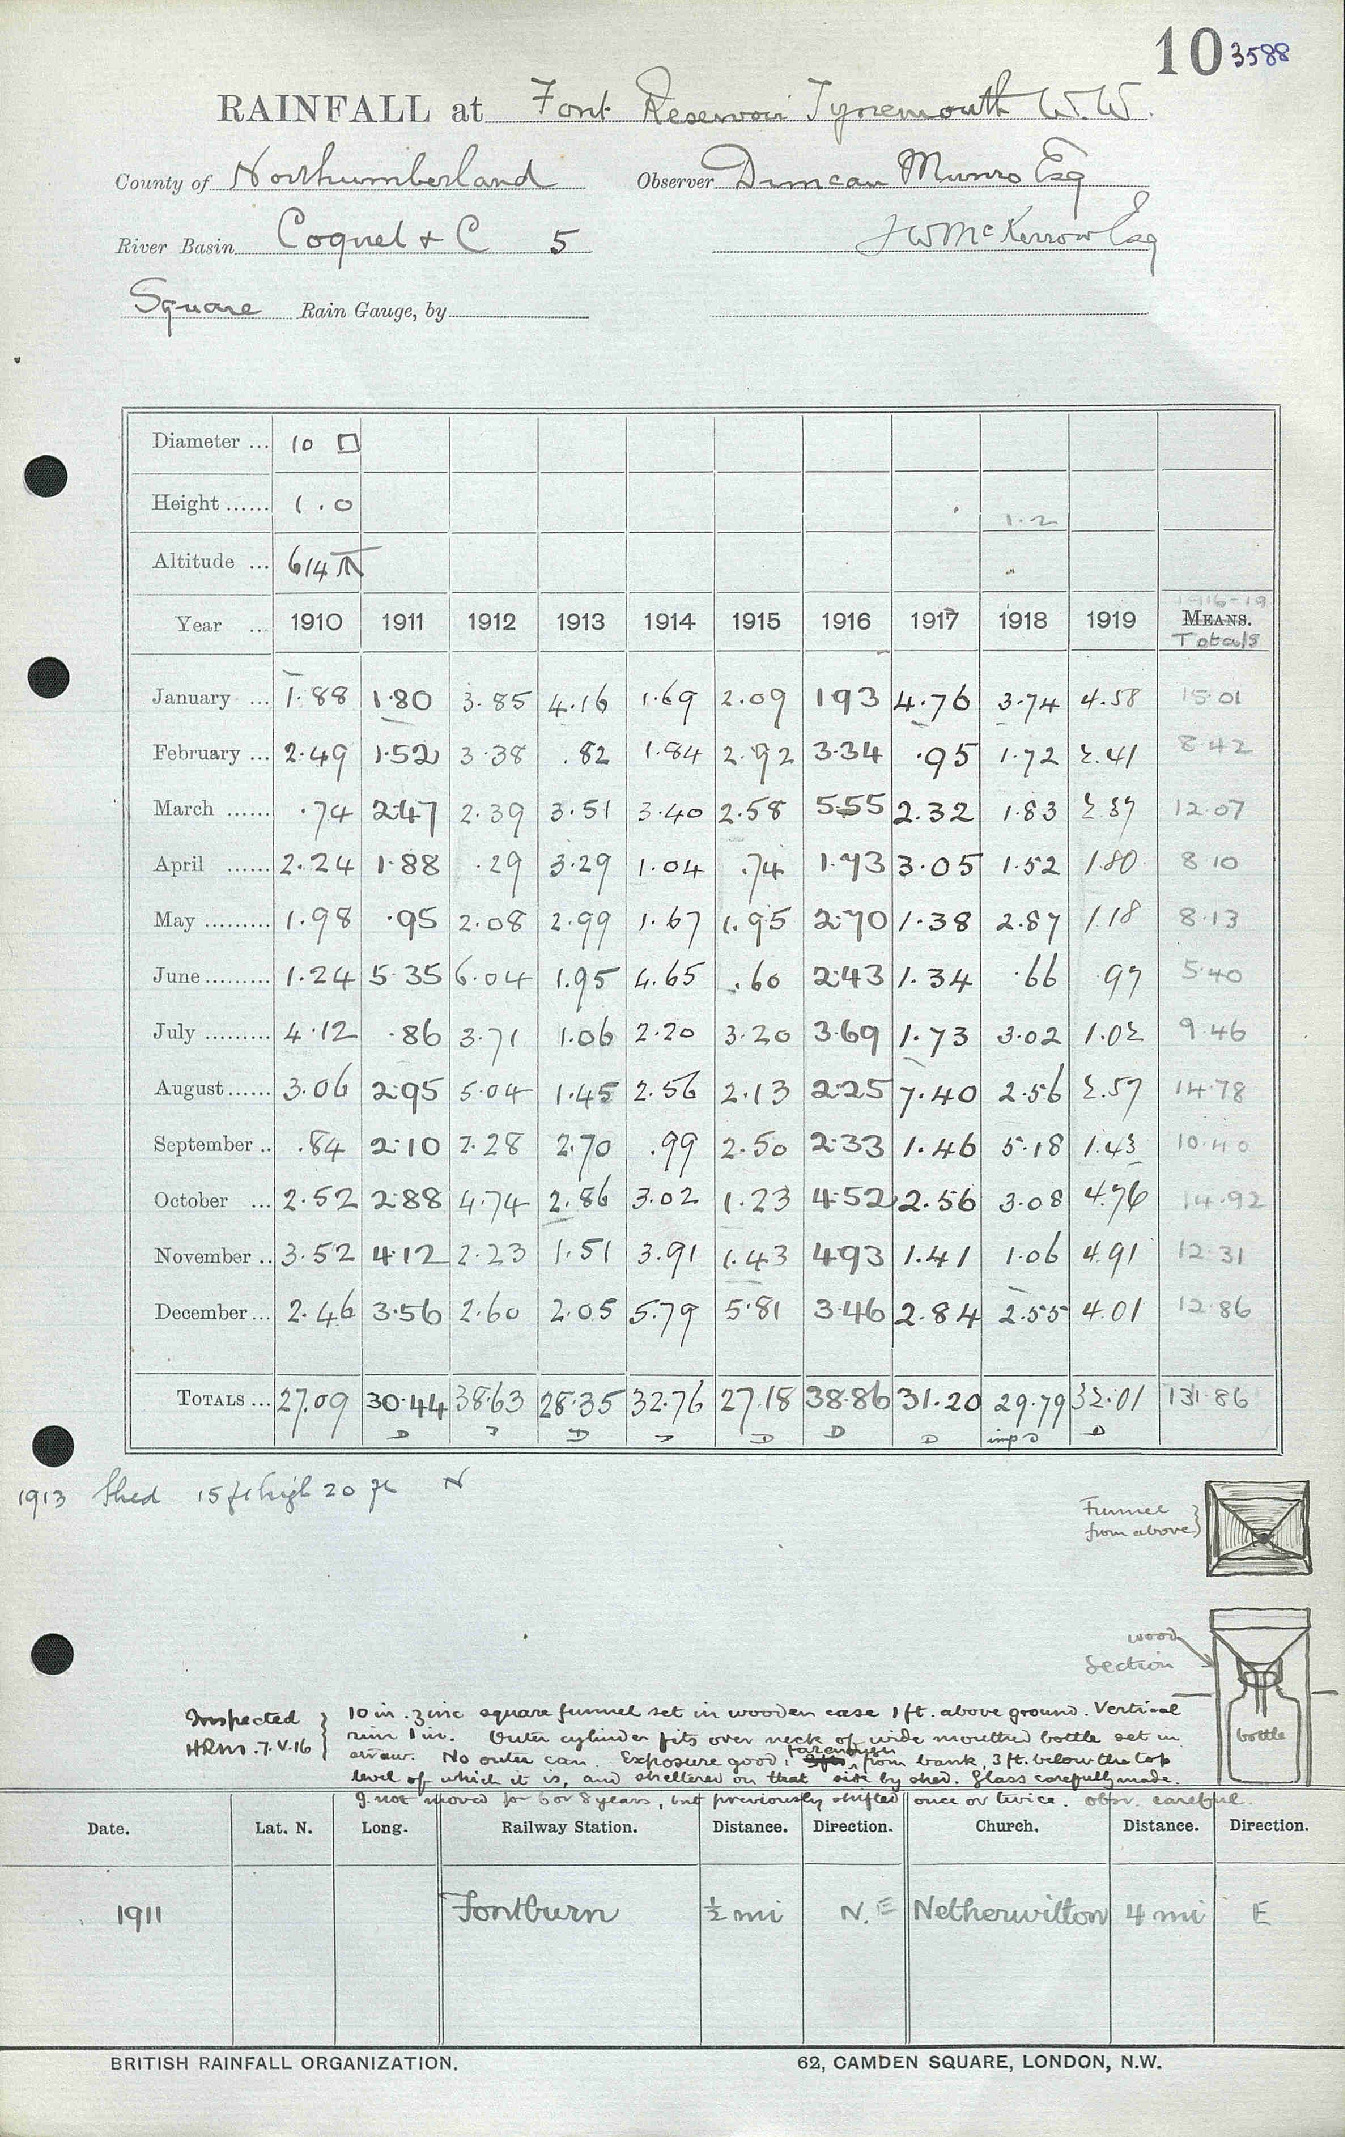 10 3588
RAINFALL at Font Reservoir Tynemouth W.W.
County of Northumberland Observer Duncan Munro Esq
River Basin Coquet & C 5 J W McKerrow Esq
Square Rain Gauge, by
Diameter ... 10 □
Height ...... 1.0 1.2
Altitude ... 614
1916-19
Year ... 1910 1911 1912 1913 1914 1915 1916 1917 1918 1919 MEANS.
Totals
January ... 1.88 1.80 3.85 4.16 1.69 2.09 1 93 4.76 3.74 4.58 15.01
February ... 2.49 1.52 3.38 .82 1.84 2.92 3.34 .95 1.72 2.41 8.42
March ...... .74 2.47 2.39 3.51 3.40 2.58 5.55 2.32 1.83 2.37 12.07
April ...... 2.24 1.88 .29 3.29 1.04 .74 1.73 3.05 1.52 1.80 8.10
May ......... 1.98 .95 2.08 2.99 1.67 1.95 2.70 1.38 2.87 1.18 8.13
June ......... 1.24 5.35 6.04 1.95 4.65 .60 2.43 1.34 .66 .97 5.40
July ......... 4.12 .86 3.71 1.06 2.20 3.20 3.69 1.73 3.02 1.02 9.46
August ...... 3.06 2.95 5.04 1.45 2.56 2.13 2.25 7.40 2.56 2.57 14.78
September .. .84 2.10 2.28 2.70 .99 2.50 2.33 1.46 5.18 1.43 10.40
October ... 2.52 2.88 4.74 2.86 3.02 1.23 4.52 2.56 3.08 4.76 14.92
November .. 3.52 4.12 2.23 1.51 3.91 1.43 4.93 1.41 1.06 4.91 12.31
December ... 2.46 3.56 2.60 2.05 5.79 5.81 3.46 2.84 2.55 4.01 12.86
TOTALS ... 27.09 30.44 38.63 28.35 32.76 27.18 38.86 31.20 29.79 32.01 131.86
D D D D D D D imp D D
1913 Shed 15 ft high 20 ft N
Funnel
from above
wood
Section
bottle
Inspected 10 in. zinc square funnel set in wooden case 1 ft. above ground. Vertical
HRM. 7.V.16 rim 1 in. Outer cylinder fits over neck of wide mouthed bottle set in
No outer can. Exposure good, from bank, 3 ft. below the top
level of which it is, and sheltered on that side by shed. Glass carefully made.
G. not moved for 6 or 8 years, but previously shifted once or twice. obsr. careful.
Date. Lat. N. Long. Railway Station. Distance. Direction. Church. Distance. Direction.
1911 Fontburn ½ mi N.E Netherwitton 4 mi E
BRITISH RAINFALL ORGANIZATION. 62, CAMDEN SQUARE, LONDON, N.W.